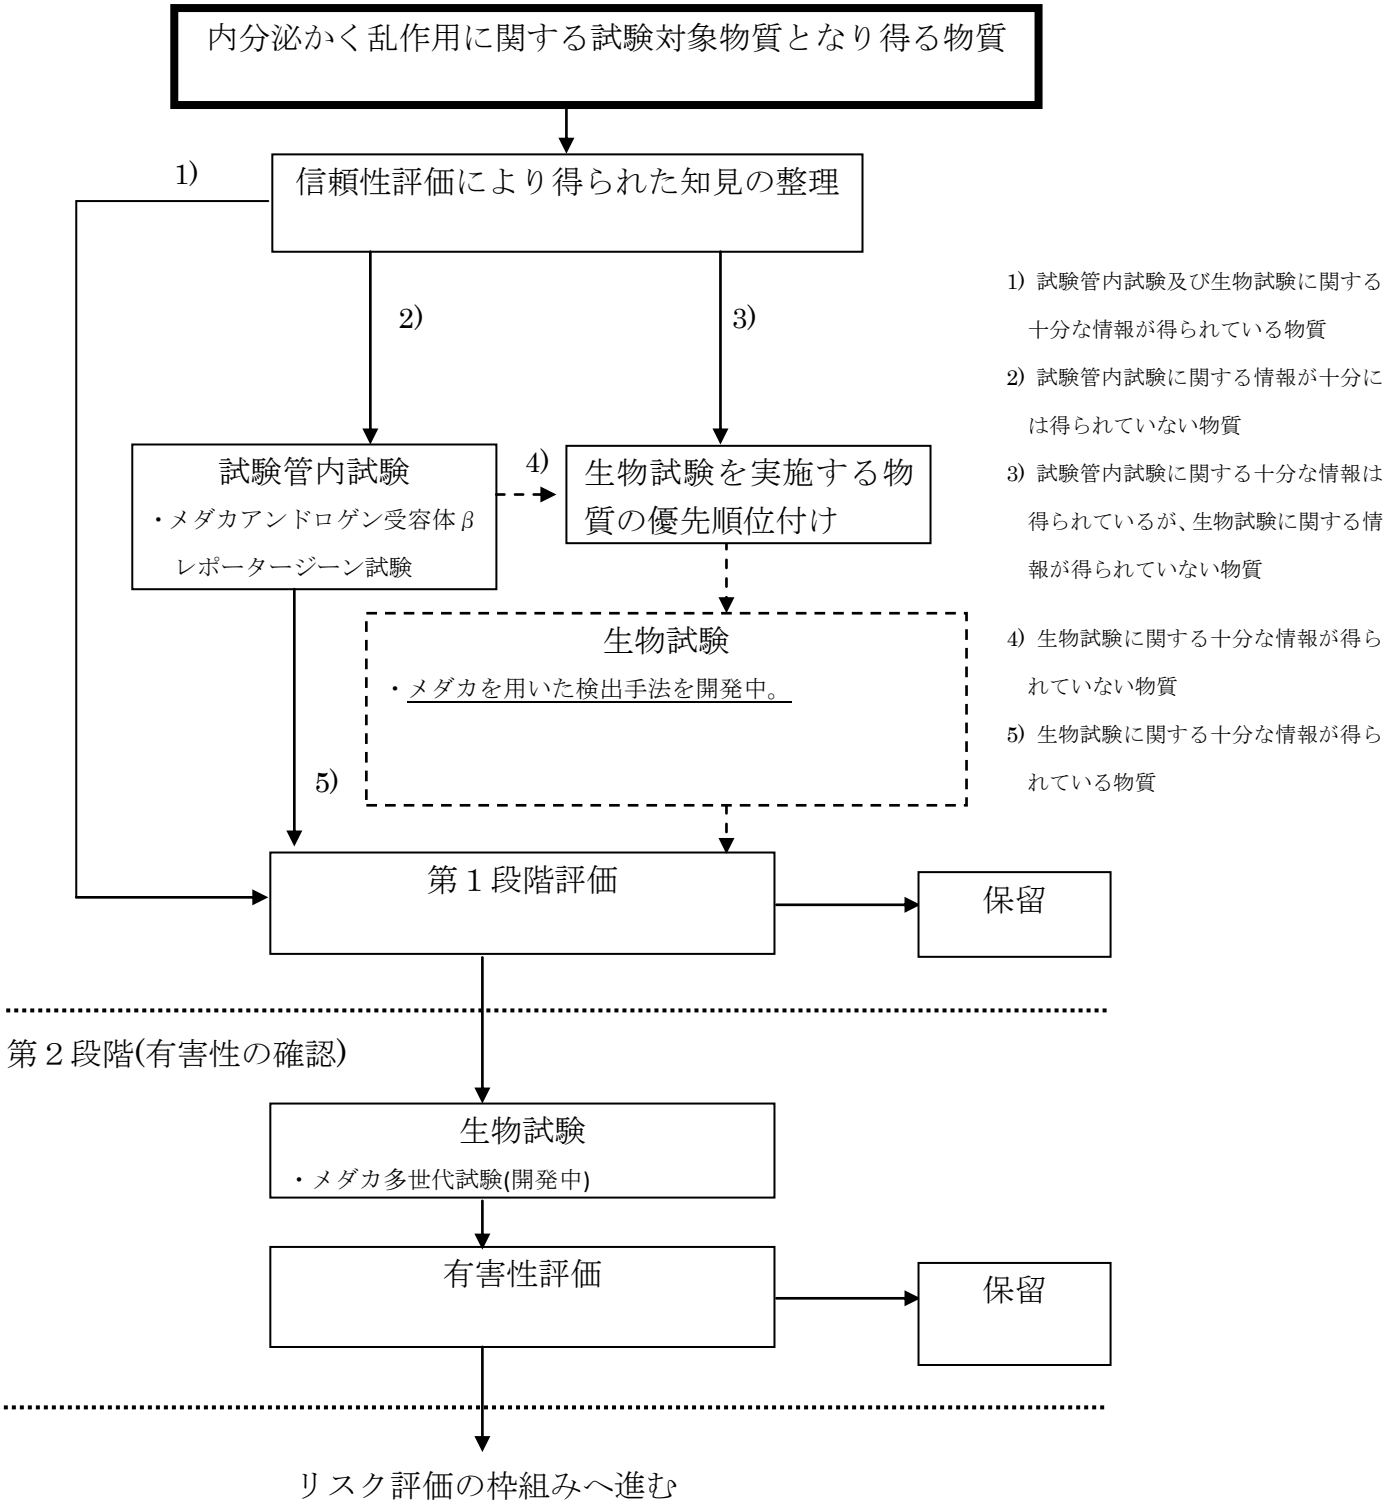 内分泌かく乱作用に関する試験対象物質となり得る物質
1)
信頼性評価により得られた知見の整理
2)
3)
1) 試験管内試験及び生物試験に関する
十分な情報が得られている物質
2) 試験管内試験に関する情報が十分に
は得られていない物質
3) 試験管内試験に関する十分な情報は
得られているが、生物試験に関する情
報が得られていない物質
4) 生物試験に関する十分な情報が得ら
れていない物質
5) 生物試験に関する十分な情報が得ら
れている物質
試験管内試験
・メダカアンドロゲン受容体β
レポータージーン試験
4)
生物試験を実施する物
質の優先順位付け
生物試験
・メダカを用いた検出手法を開発中。
5)
第１段階評価
保留
第２段階(有害性の確認)
生物試験
・メダカ多世代試験(開発中)
有害性評価
保留
リスク評価の枠組みへ進む